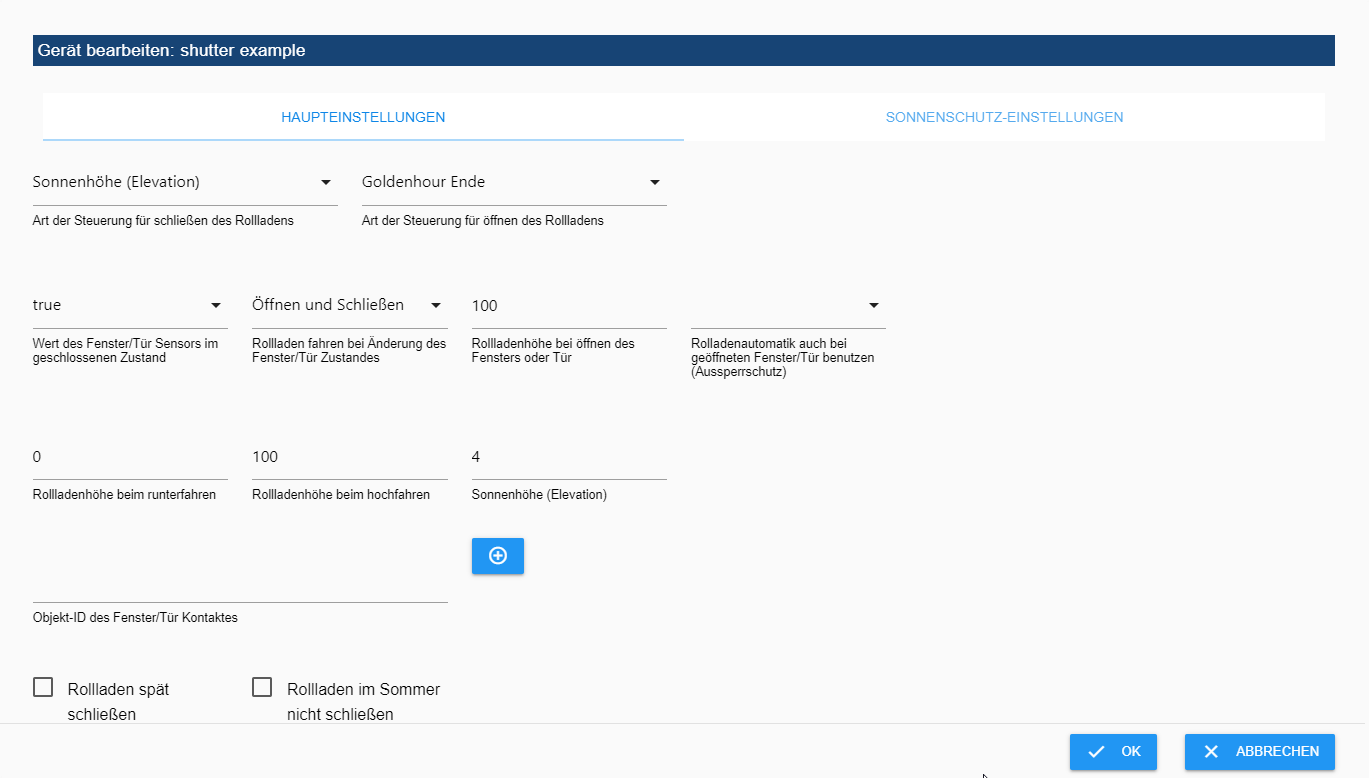 Gerät bearbeiten: shutter example
HAUPTEINSTELLUNGEN
SONNENSCHUTZ-EINSTELLUNGEN
Sonnenhöhe (Elevation)
Goldenhour Ende
Art der Steuerung für schließen des Rollladens
Art der Steuerung für öffnen des Rollladens
true
Öffnen und Schließen
100
Wert des Fenster/Tür Sensors im
geschlossenen Zustand
Rollladen fahren bei Änderung des
Fenster/Tür Zustandes
Rollladenhöhe bei öffnen des
Fensters oder Tür
Rolladenautomatik auch bei
geöffneten Fenster/Tür benutzen
(Aussperrschutz)
0
100
4
Rollladenhöhe beim runterfahren
Rollladenhöhe beim hochfahren
Sonnenhöhe (Elevation)
Objekt-ID des Fenster/Tür Kontaktes
Rollladen spät
schließen
Rollladen im Sommer
nicht schließen
OK
ABBRECHEN